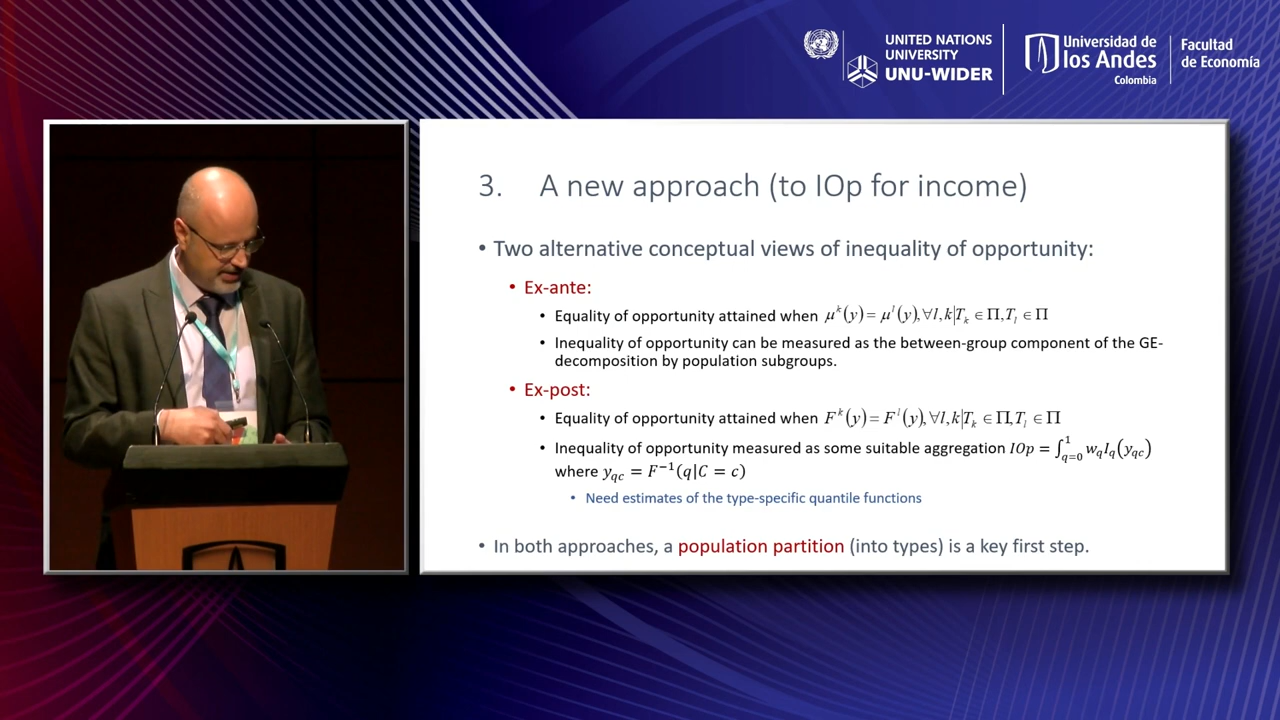 UNITED NATIONS
UNIVERSITY
UNU-WIDER
Universidad de
los Andes
Colombia
Facultad
de Economía
3. A new approach (to IOp for income)
• Two alternative conceptual views of inequality of opportunity:
• Ex-ante:
• Equality of opportunity attained when μ^k(y) = μ^l(y), ∀l, k|T_k ∈ Π, T_l ∈ Π
• Inequality of opportunity can be measured as the between-group component of the GE-
decomposition by population subgroups.
• Ex-post:
• Equality of opportunity attained when F^k(y) = F^l(y), ∀l, k|T_k ∈ Π, T_l ∈ Π
• Inequality of opportunity measured as some suitable aggregation IOp = ∫_{q=0}^{1} w_q I_q(y_{qc})
where y_{qc} = F^{-1}(q|C = c)
• Need estimates of the type-specific quantile functions
• In both approaches, a population partition (into types) is a key first step.